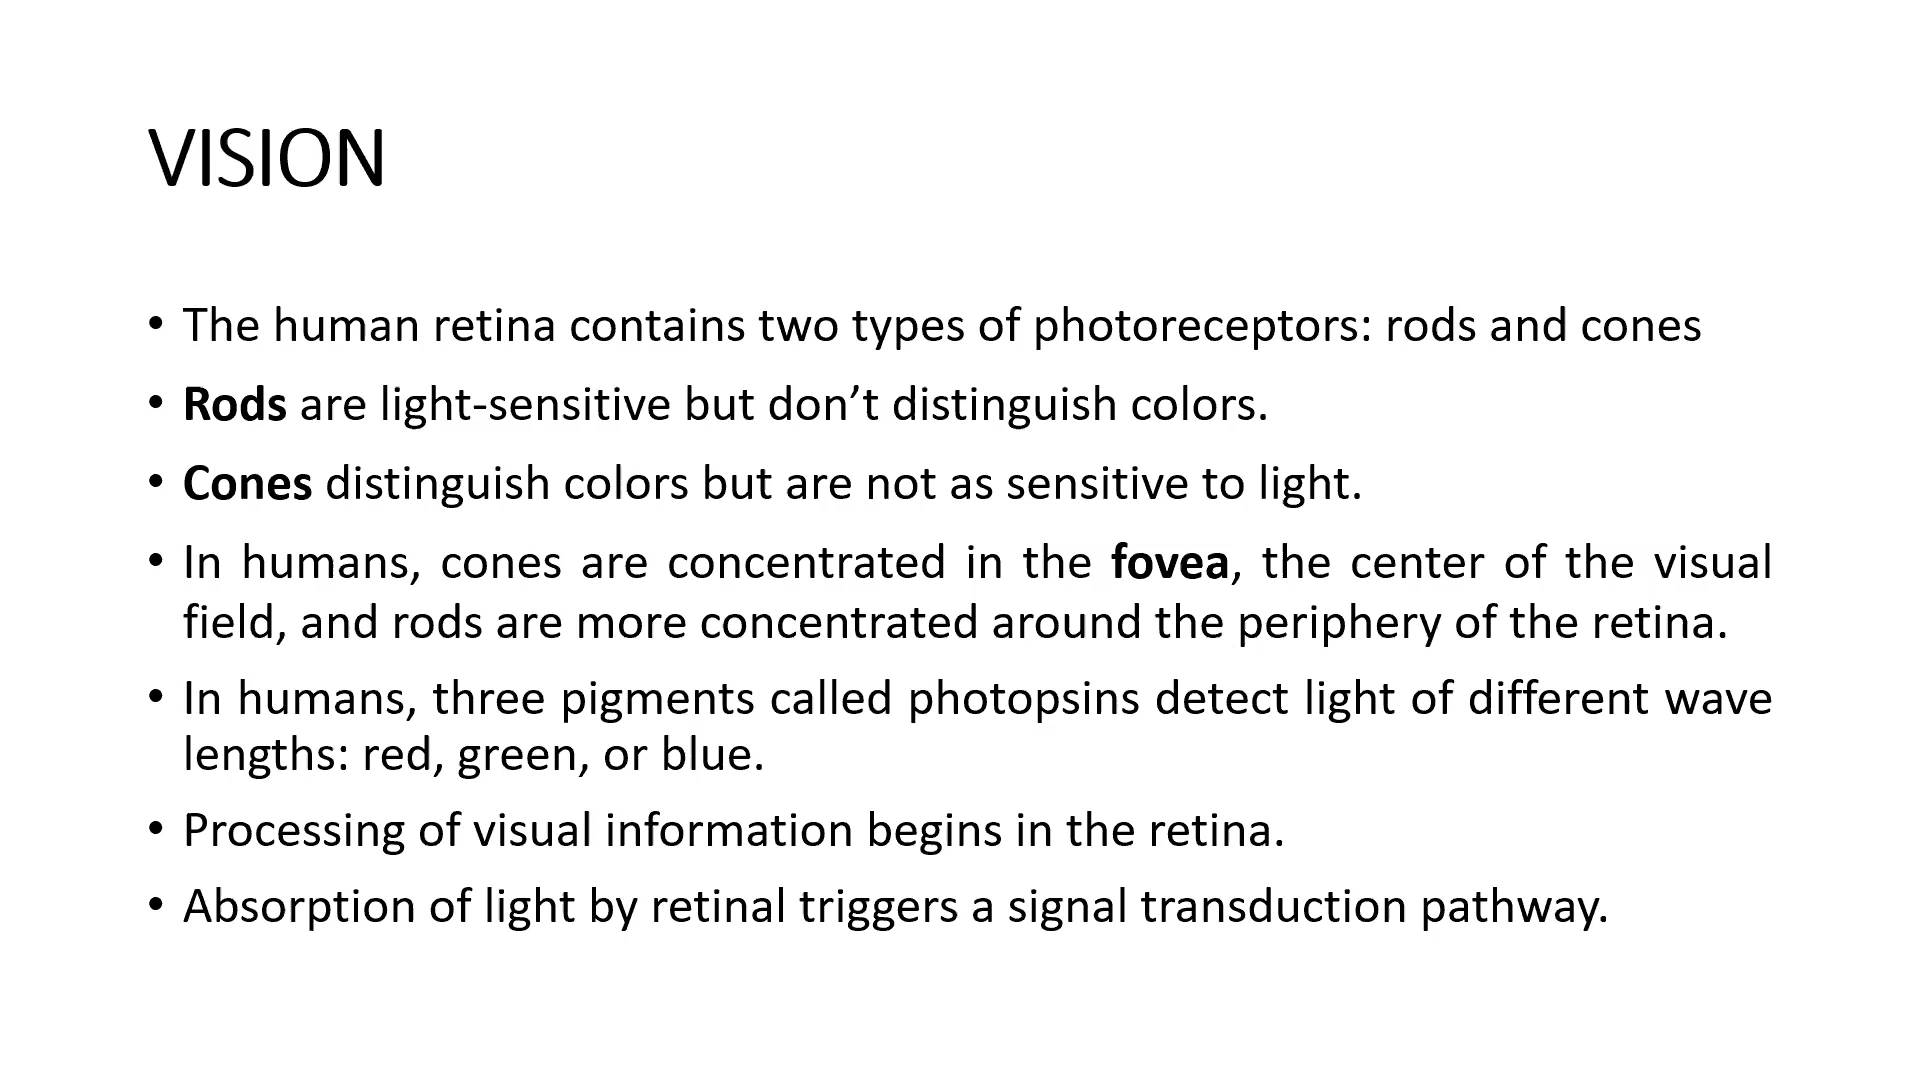 VISION
• The human retina contains two types of photoreceptors: rods and cones
• Rods are light-sensitive but don’t distinguish colors.
• Cones distinguish colors but are not as sensitive to light.
• In humans, cones are concentrated in the fovea, the center of the visual
field, and rods are more concentrated around the periphery of the retina.
• In humans, three pigments called photopsins detect light of different wave
lengths: red, green, or blue.
• Processing of visual information begins in the retina.
• Absorption of light by retinal triggers a signal transduction pathway.